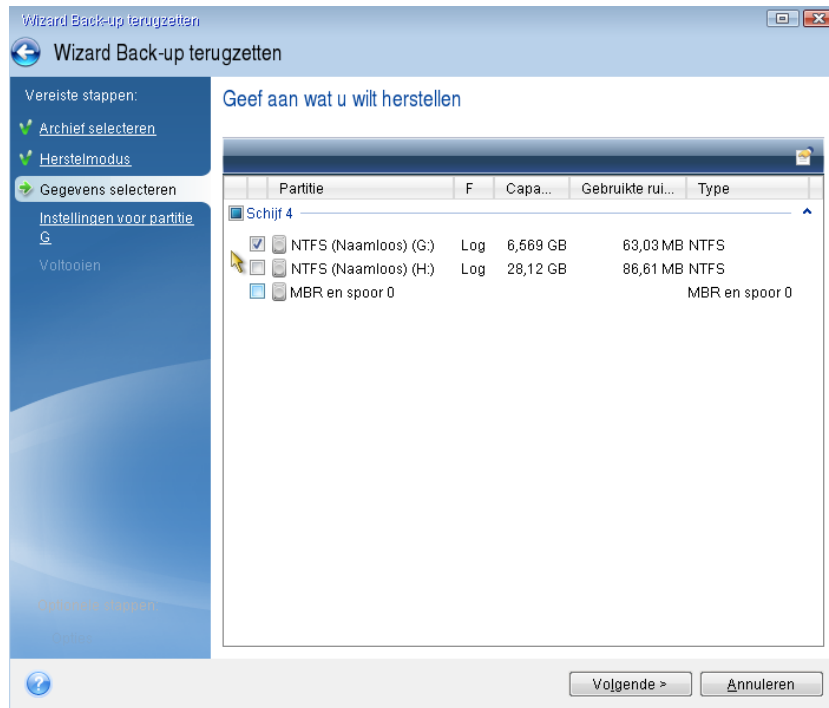 Wizard Back-up terugzetten
Wizard Back-up terugzetten
Vereiste stappen:
Archief selecteren
Herstelmodus
Gegevens selecteren
Instellingen voor partitie
G
Voltooien
stappen:
Geef aan wat u wilt herstellen
Partitie F Capa... Gebruikte rui... Type
Schijf 4
NTFS (Naamloos) (G:) Log 6,569 GB 63,03 MB NTFS
NTFS (Naamloos) (H:) Log 28,12 GB 86,61 MB NTFS
MBR en spoor 0 MBR en spoor 0
Volgende > Annuleren